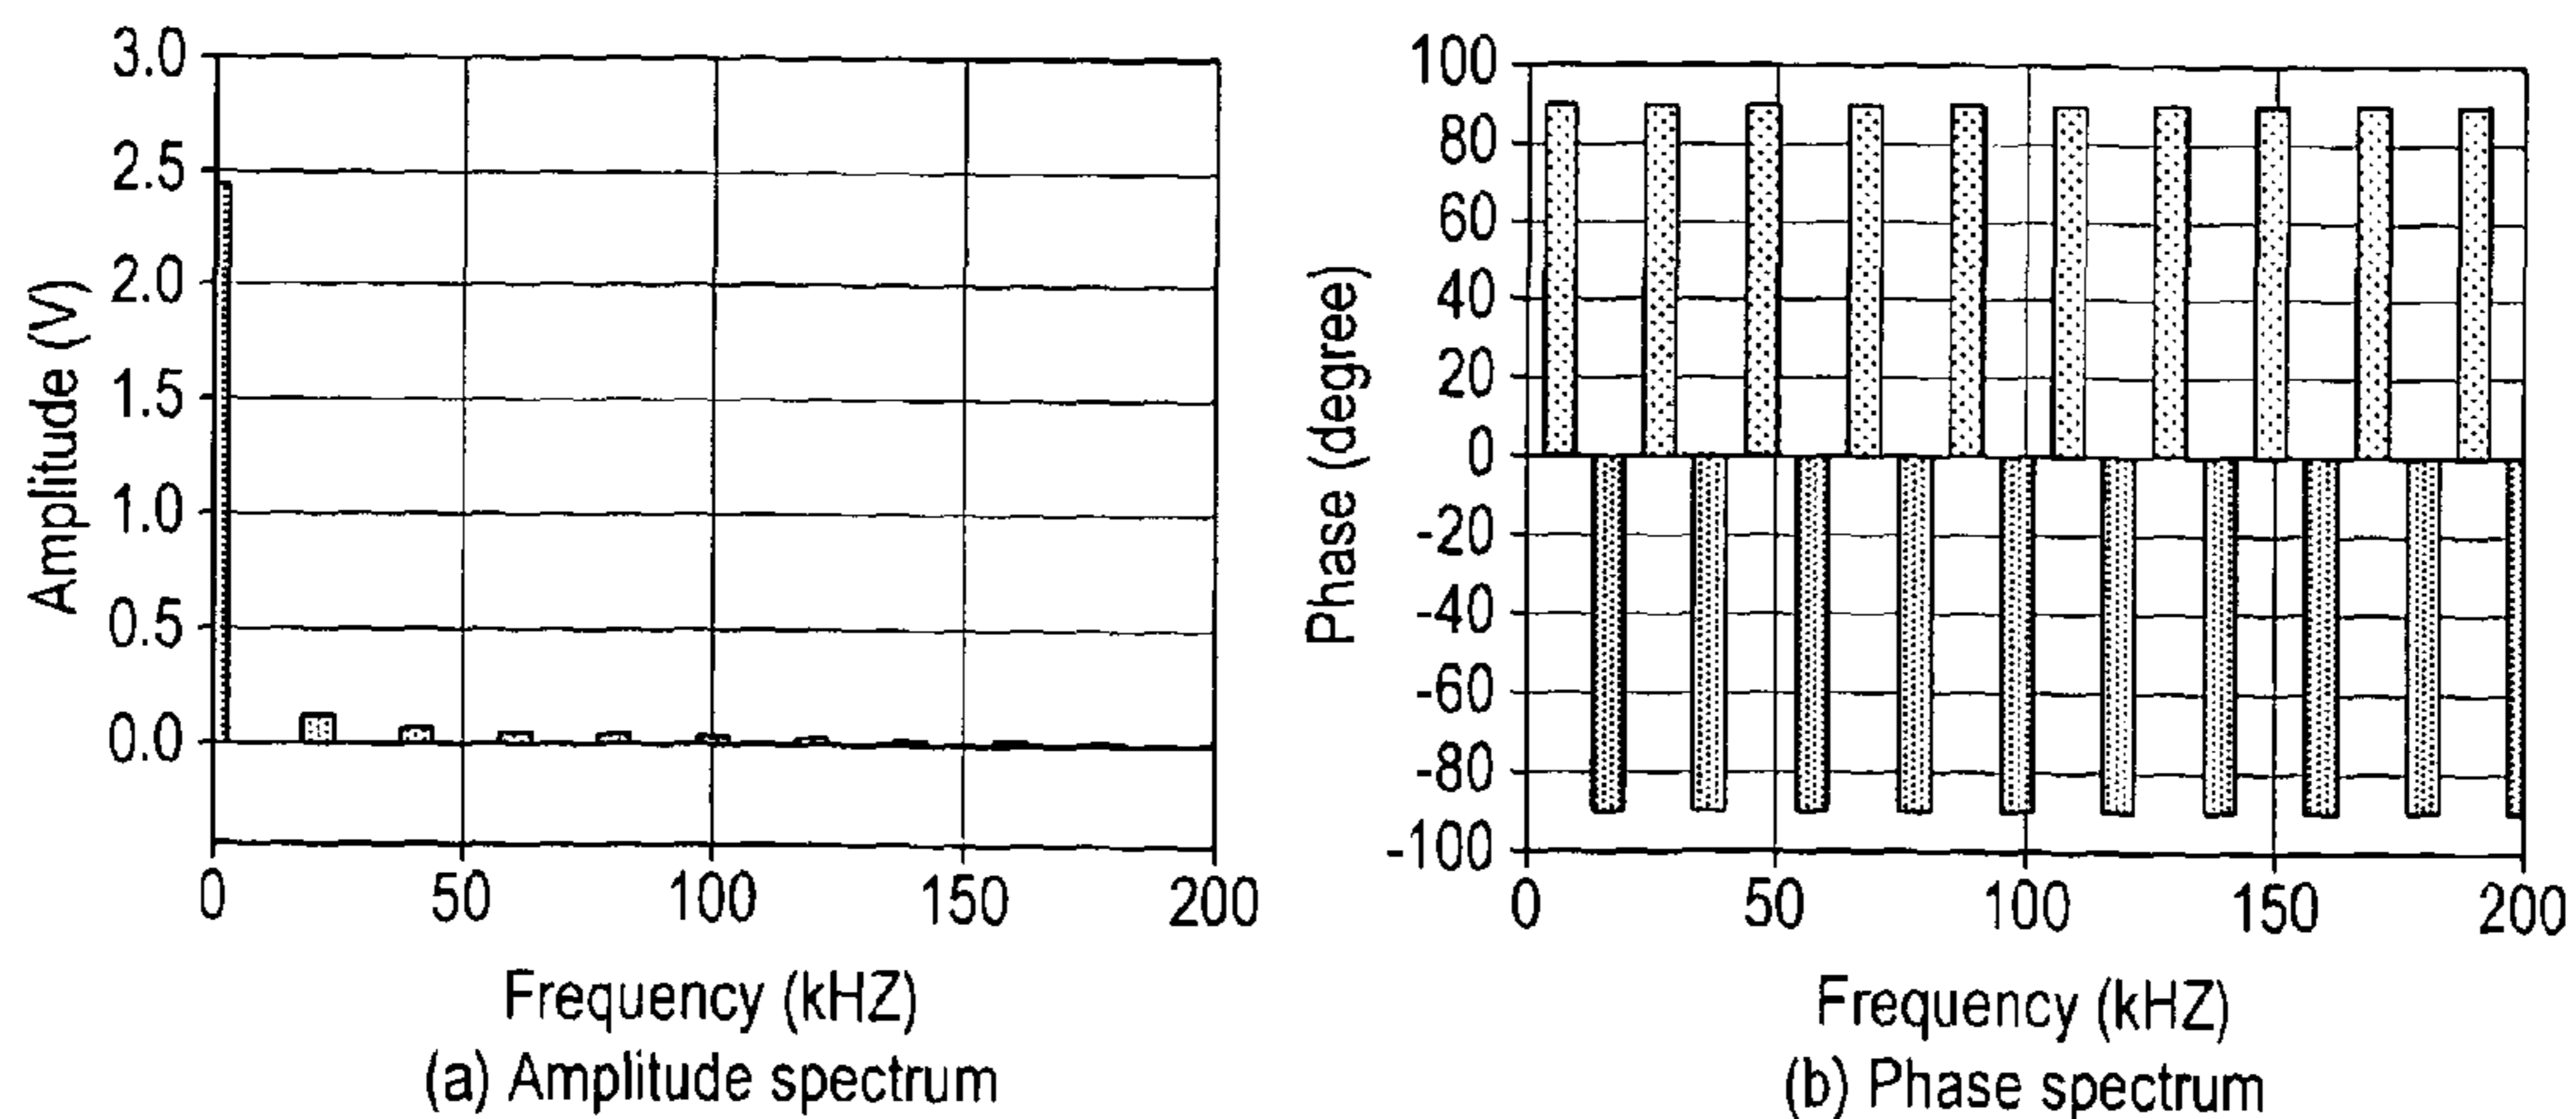 3.0
2.5
2.0
1.5
1.0
0.5
0.0
Amplitude (V)
0 50 100 150 200
Frequency (kHZ)
(a) Amplitude spectrum
100
80
60
40
20
0
-20
-40
-60
-80
-100
Phase (degree)
0 50 100 150 200
Frequency (kHZ)
(b) Phase spectrum